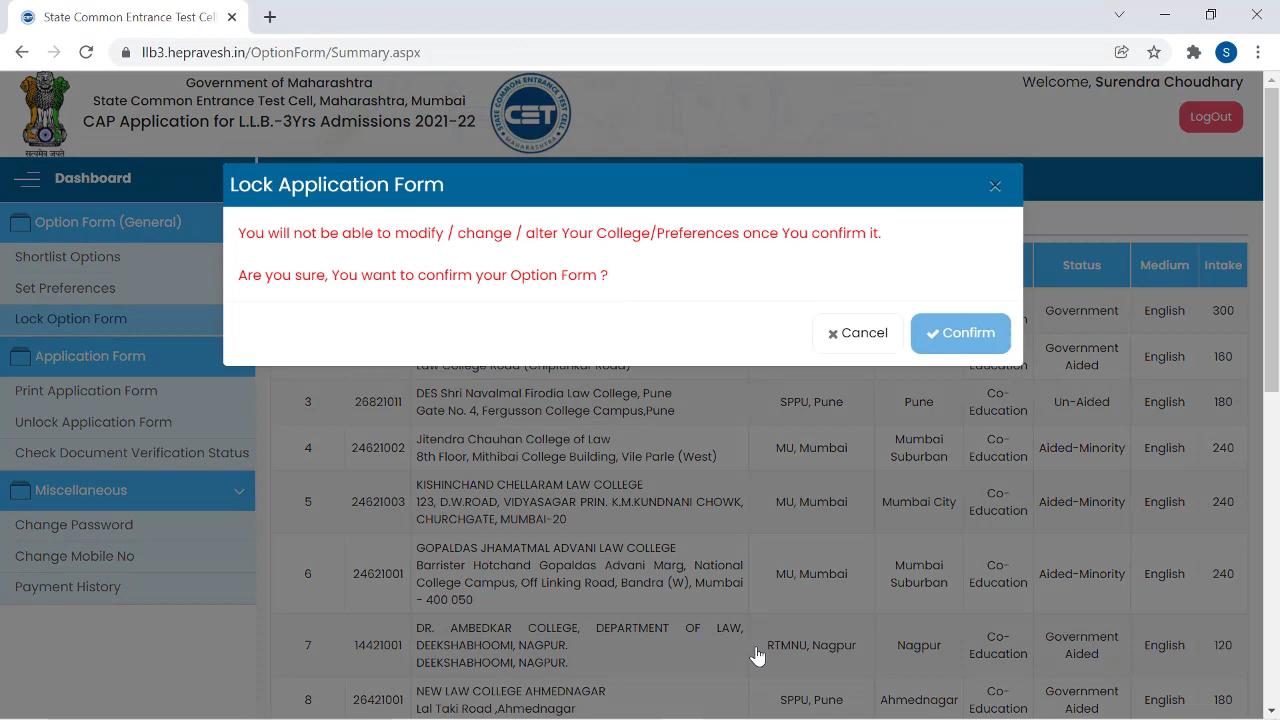 State Common Entrance Test Cell
llb3.hepravesh.in/OptionForm/Summary.aspx
S
Government of Maharashtra
State Common Entrance Test Cell, Maharashtra, Mumbai
CAP Application for L.L.B.-3Yrs Admissions 2021-22
सत्यमेव जयते
STATE COMMON ENTRANCE TEST CELL
CET
MAHARASHTRA
Welcome, Surendra Choudhary
LogOut
Dashboard
Option Form (General)
Shortlist Options
Set Preferences
Lock Option Form
Application Form
Print Application Form
Unlock Application Form
Check Document Verification Status
Miscellaneous
Change Password
Change Mobile No
Payment History
Lock Application Form
You will not be able to modify / change / alter Your College/Preferences once You confirm it.
Are you sure, You want to confirm your Option Form ?
Cancel
Confirm
Status Medium Intake
Government English 300
Law College Road (Chiplunkar Road) Education Government Aided English 160
3 26821011 DES Shri Navalmal Firodia Law College, Pune
Gate No. 4, Fergusson College Campus,Pune SPPU, Pune Pune Co-Education Un-Aided English 180
4 24621002 Jitendra Chauhan College of Law
8th Floor, Mithibai College Building, Vile Parle (West) MU, Mumbai Mumbai Suburban Co-Education Aided-Minority English 240
5 24621003 KISHINCHAND CHELLARAM LAW COLLEGE
123, D.W.ROAD, VIDYASAGAR PRIN. K.M.KUNDNANI CHOWK,
CHURCHGATE, MUMBAI-20 MU, Mumbai Mumbai City Co-Education Aided-Minority English 240
6 24621001 GOPALDAS JHAMATMAL ADVANI LAW COLLEGE
Barrister Hotchand Gopaldas Advani Marg, National
College Campus, Off Linking Road, Bandra (W), Mumbai
- 400 050 MU, Mumbai Mumbai Suburban Co-Education Aided-Minority English 240
7 14421001 DR. AMBEDKAR COLLEGE, DEPARTMENT OF LAW,
DEEKSHABHOOMI, NAGPUR.
DEEKSHABHOOMI, NAGPUR. RTMNU, Nagpur Nagpur Co-Education Government Aided English 120
8 26421001 NEW LAW COLLEGE AHMEDNAGAR
Lal Taki Road ,Ahmednagar SPPU, Pune Ahmednagar Co-Education Government Aided English 180